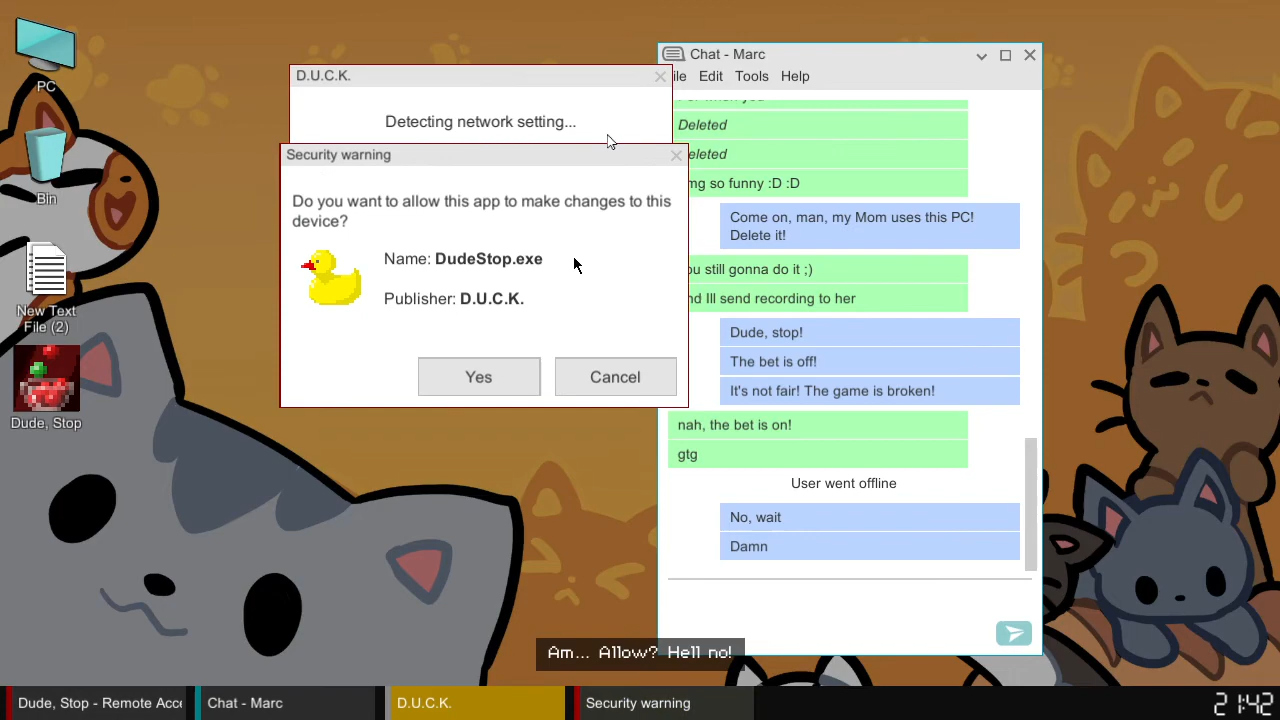 PC
Bin
New Text
File (2)
Dude, Stop
D.U.C.K.
Detecting network setting...
Security warning
Do you want to allow this app to make changes to this
device?
Name: DudeStop.exe
Publisher: D.U.C.K.
Yes
Cancel
Chat - Marc
ile Edit Tools Help
Deleted
eleted
mg so funny :D :D
Come on, man, my Mom uses this PC!
Delete it!
ou still gonna do it ;)
nd Ill send recording to her
Dude, stop!
The bet is off!
It's not fair! The game is broken!
nah, the bet is on!
gtg
User went offline
No, wait
Damn
Am... Allow? Hell no!
Dude, Stop - Remote Acce
Chat - Marc
D.U.C.K.
Security warning
21:42